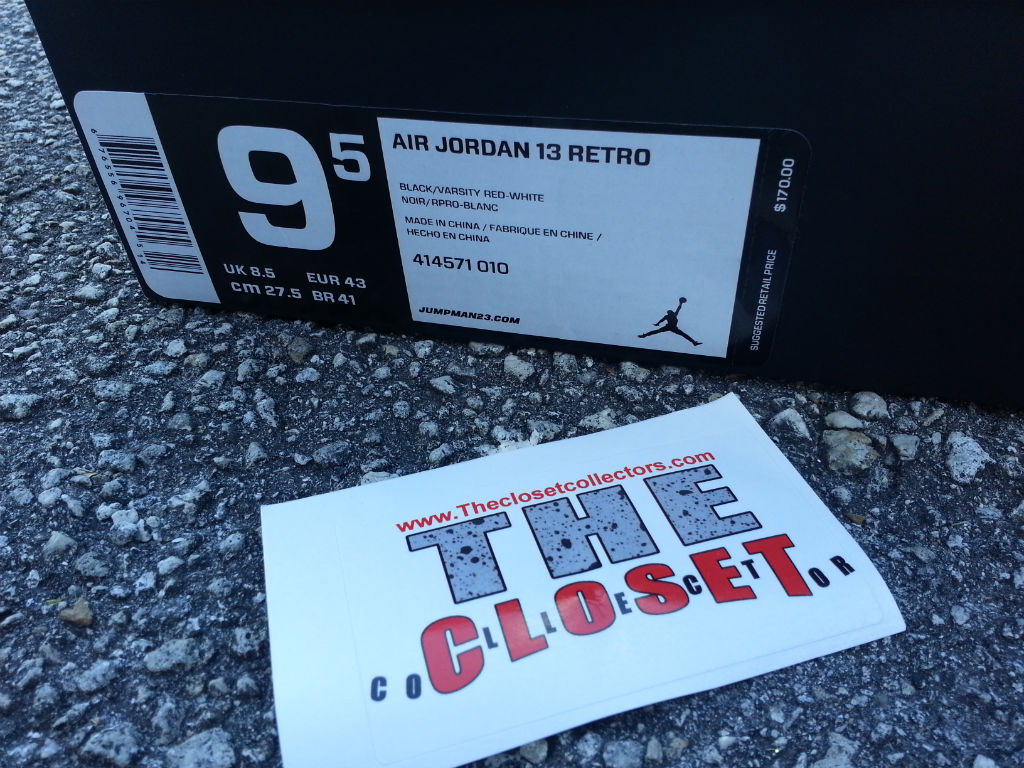 9 5
UK 8.5 EUR 43
CM 27.5 BR 41
AIR JORDAN 13 RETRO
BLACK/VARSITY RED-WHITE
NOIR/RPRO-BLANC
MADE IN CHINA / FABRIQUE EN CHINE /
HECHO EN CHINA
414571 010
JUMPMAN23.COM
SUGGESTED RETAIL PRICE $170.00
www.Theclosetcollectors.com
THE
CLOSET
COLLECTOR